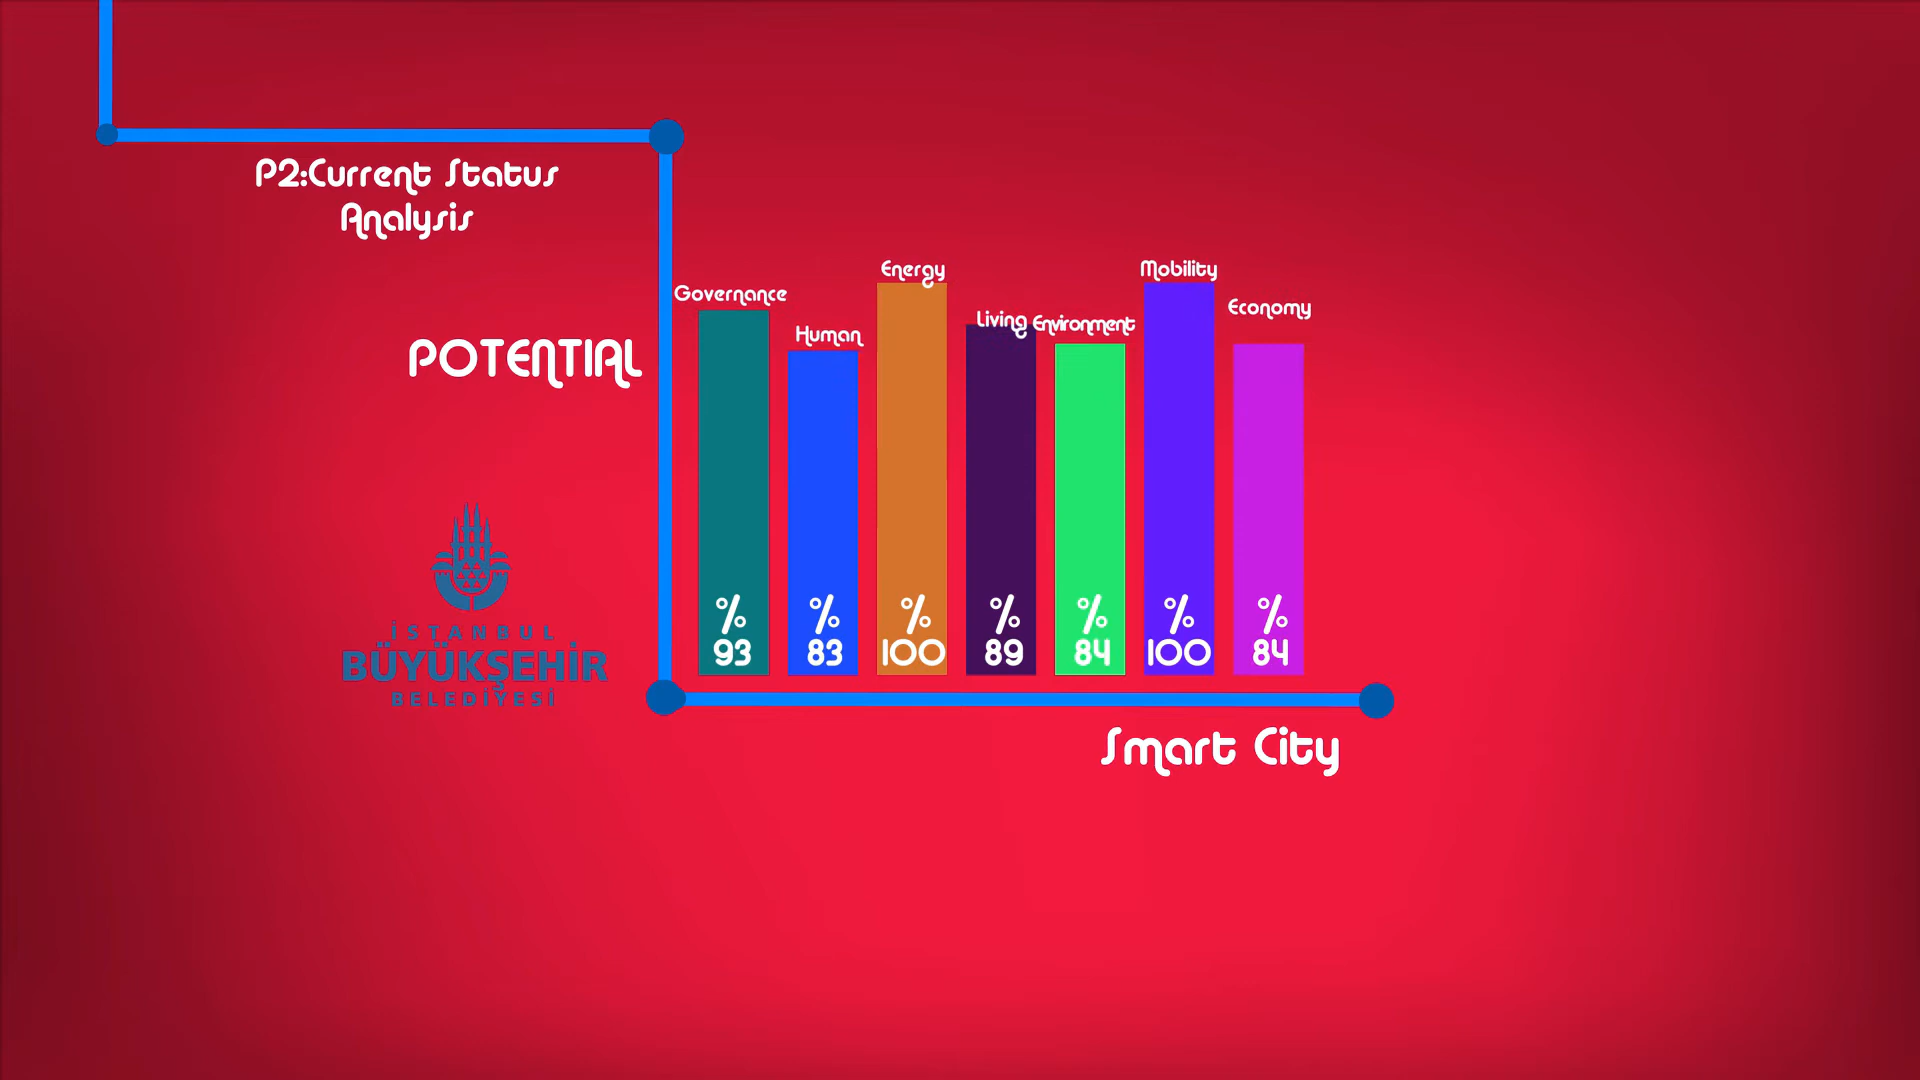 P2:Current Status
Analysis
POTENTIAL
Governance
Human
Energy
Living
Environment
Mobility
Economy
%
93
%
83
%
100
%
89
%
84
%
100
%
84
İSTANBUL
BÜYÜKŞEHİR
BELEDİYESİ
Smart City